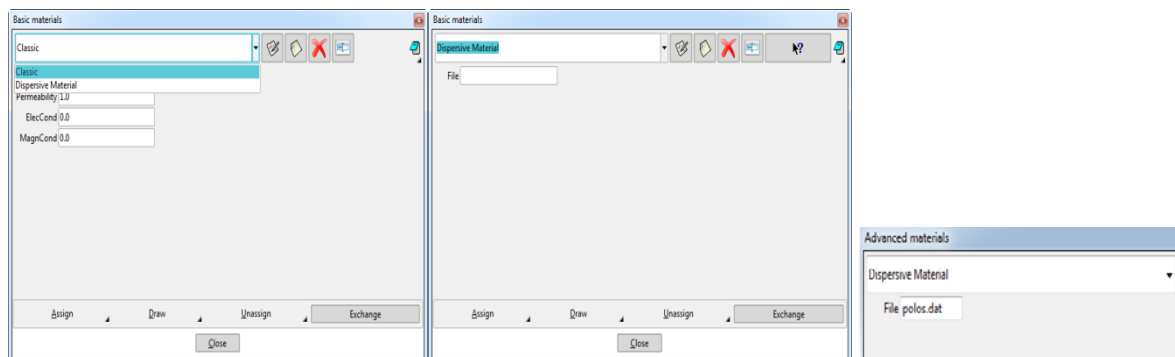 Basic materials
Classic
Classic
Dispersive Material
Permeability 1.0
ElecCond 0.0
MagnCond 0.0
Assign Draw Unassign Exchange
Close
Basic materials
Dispersive Material
File
Assign Draw Unassign Exchange
Close
Advanced materials
Dispersive Material
File polos.dat